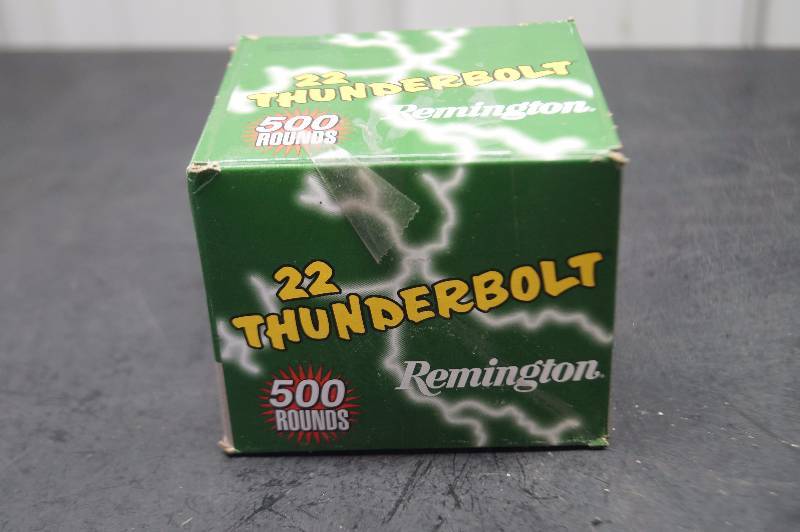 22
THUNDERBOLT
Remington
500
ROUNDS
22
THUNDERBOLT
Remington
500
ROUNDS